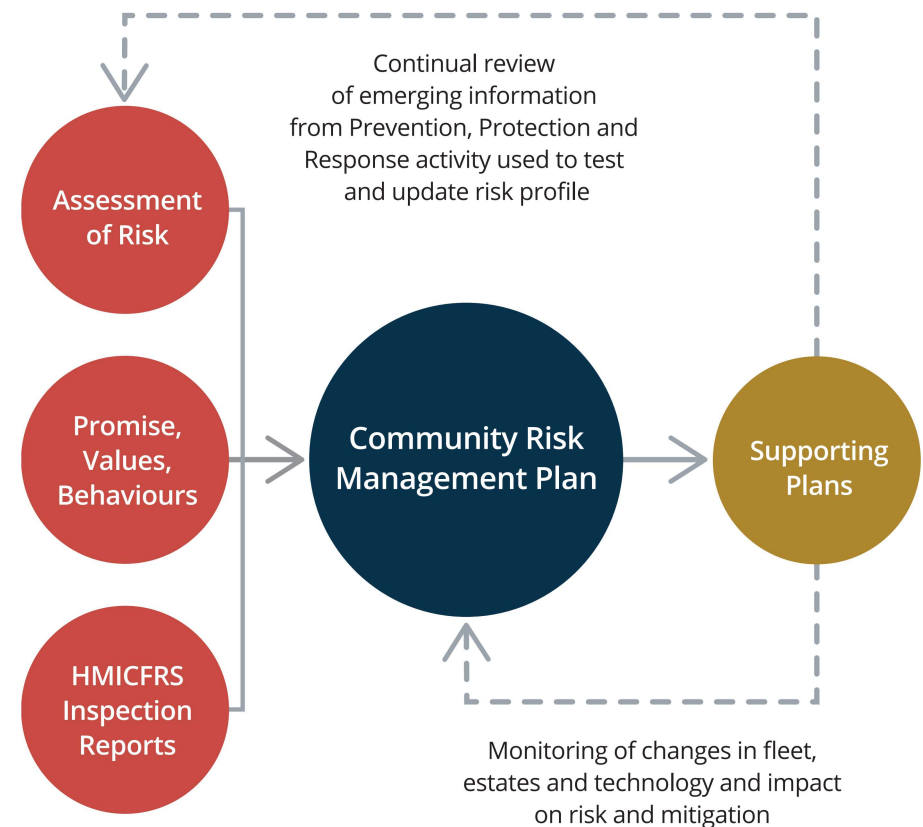 Continual review
of emerging information
from Prevention, Protection and
Response activity used to test
and update risk profile
Assessment
of Risk
Promise,
Values,
Behaviours
HMICFRS
Inspection
Reports
Community Risk
Management Plan
Supporting
Plans
Monitoring of changes in fleet,
estates and technology and impact
on risk and mitigation